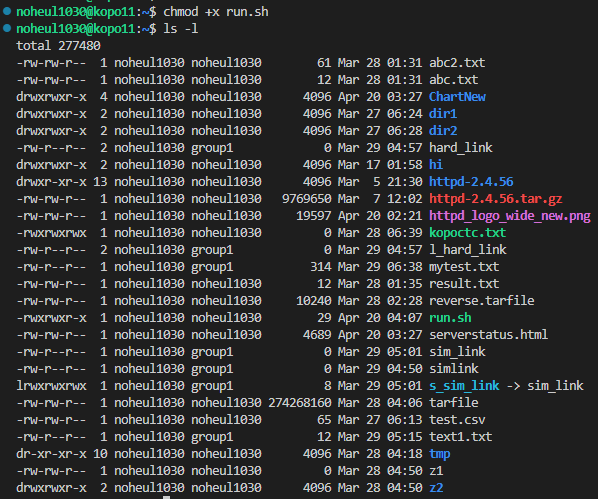 noheul1030@kopo11:~$ chmod +x run.sh
noheul1030@kopo11:~$ ls -l
total 277480
-rw-rw-r--  1 noheul1030 noheul1030        61 Mar 28 01:31 abc2.txt
-rw-rw-r--  1 noheul1030 noheul1030        12 Mar 28 01:31 abc.txt
drwxrwxr-x  4 noheul1030 noheul1030      4096 Apr 20 03:27 ChartNew
drwxrwxr-x  2 noheul1030 noheul1030      4096 Mar 27 06:24 dir1
drwxrwxr-x  2 noheul1030 noheul1030      4096 Mar 27 06:28 dir2
-rw-r--r--  2 noheul1030 group1             0 Mar 29 04:57 hard_link
drwxrwxr-x  2 noheul1030 noheul1030      4096 Mar 17 01:58 hi
drwxr-xr-x 13 noheul1030 noheul1030      4096 Mar  5 21:30 httpd-2.4.56
-rw-rw-r--  1 noheul1030 noheul1030   9769650 Mar  7 12:02 httpd-2.4.56.tar.gz
-rw-rw-r--  1 noheul1030 noheul1030     19597 Apr 20 02:21 httpd_logo_wide_new.png
-rwxrwxrwx  1 noheul1030 noheul1030         0 Mar 28 06:39 kopoctc.txt
-rw-r--r--  2 noheul1030 group1             0 Mar 29 04:57 l_hard_link
-rw-rw-r--  1 noheul1030 group1           314 Mar 29 06:38 mytest.txt
-rw-rw-r--  1 noheul1030 noheul1030        12 Mar 28 01:35 result.txt
-rw-rw-r--  1 noheul1030 noheul1030     10240 Mar 28 02:28 reverse.tarfile
-rwxrwxr-x  1 noheul1030 noheul1030        29 Apr 20 04:07 run.sh
-rw-rw-r--  1 noheul1030 noheul1030      4689 Apr 20 03:27 serverstatus.html
-rw-r--r--  1 noheul1030 group1             0 Mar 29 05:01 sim_link
-rw-r--r--  1 noheul1030 group1             0 Mar 29 04:50 simlink
lrwxrwxrwx  1 noheul1030 group1             8 Mar 29 05:01 s_sim_link -> sim_link
-rw-rw-r--  1 noheul1030 noheul1030 274268160 Mar 28 04:06 tarfile
-rw-rw-r--  1 noheul1030 noheul1030        65 Mar 27 06:13 test.csv
-rw-r--r--  1 noheul1030 group1            12 Mar 29 05:15 text1.txt
dr-xr-xr-x 10 noheul1030 noheul1030      4096 Mar 28 04:18 tmp
-rw-rw-r--  1 noheul1030 noheul1030         0 Mar 28 04:50 z1
drwxrwxr-x  2 noheul1030 noheul1030      4096 Mar 28 04:50 z2